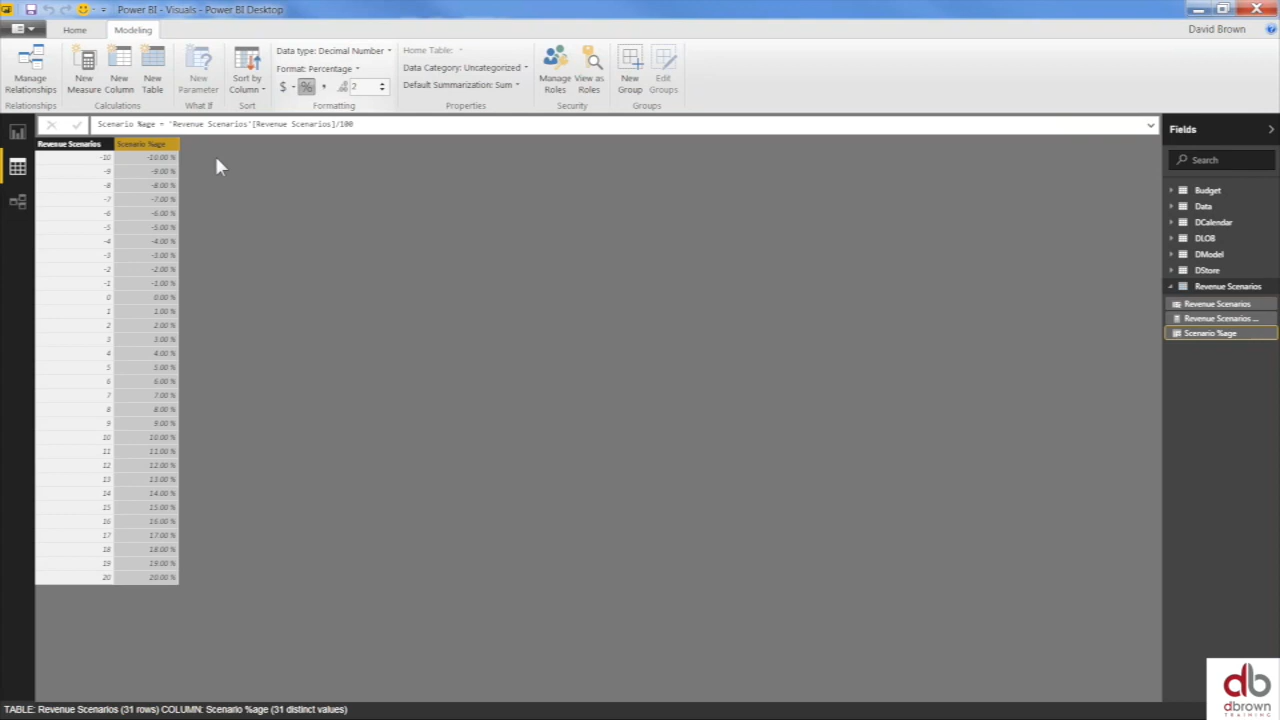 Power BI - Visuals - Power BI Desktop
Home
Modeling
David Brown
Manage Relationships
New Measure
New Column
New Table
New Parameter
Sort by Column
Data type: Decimal Number
Format: Percentage
$ % , .00 2
Home Table:
Data Category: Uncategorized
Default Summarization: Sum
Manage Roles
View as Roles
New Group
Edit Groups
Relationships
Calculations
What If
Sort
Formatting
Properties
Security
Groups
Scenario %age = 'Revenue Scenarios'[Revenue Scenarios]/100
Revenue Scenarios Scenario %age
-10 -10.00 %
-9 -9.00 %
-8 -8.00 %
-7 -7.00 %
-6 -6.00 %
-5 -5.00 %
-4 -4.00 %
-3 -3.00 %
-2 -2.00 %
-1 -1.00 %
0 0.00 %
1 1.00 %
2 2.00 %
3 3.00 %
4 4.00 %
5 5.00 %
6 6.00 %
7 7.00 %
8 8.00 %
9 9.00 %
10 10.00 %
11 11.00 %
12 12.00 %
13 13.00 %
14 14.00 %
15 15.00 %
16 16.00 %
17 17.00 %
18 18.00 %
19 19.00 %
20 20.00 %
Fields
Search
Budget
Data
DCalendar
DLOB
DModel
DStore
Revenue Scenarios
Revenue Scenarios
Revenue Scenarios ...
Scenario %age
TABLE: Revenue Scenarios (31 rows) COLUMN: Scenario %age (31 distinct values)
db
dbrown
TRAINING